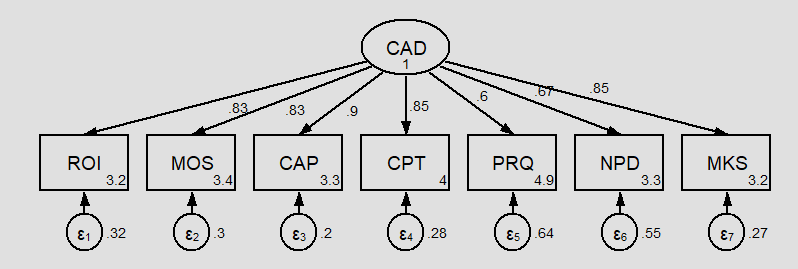 CAD
1
.83 .83 .9 .85 .6 .67 .85
ROI MOS CAP CPT PRQ NPD MKS
3.2 3.4 3.3 4 4.9 3.3 3.2
ε₁ .32 ε₂ .3 ε₃ .2 ε₄ .28 ε₅ .64 ε₆ .55 ε₇ .27